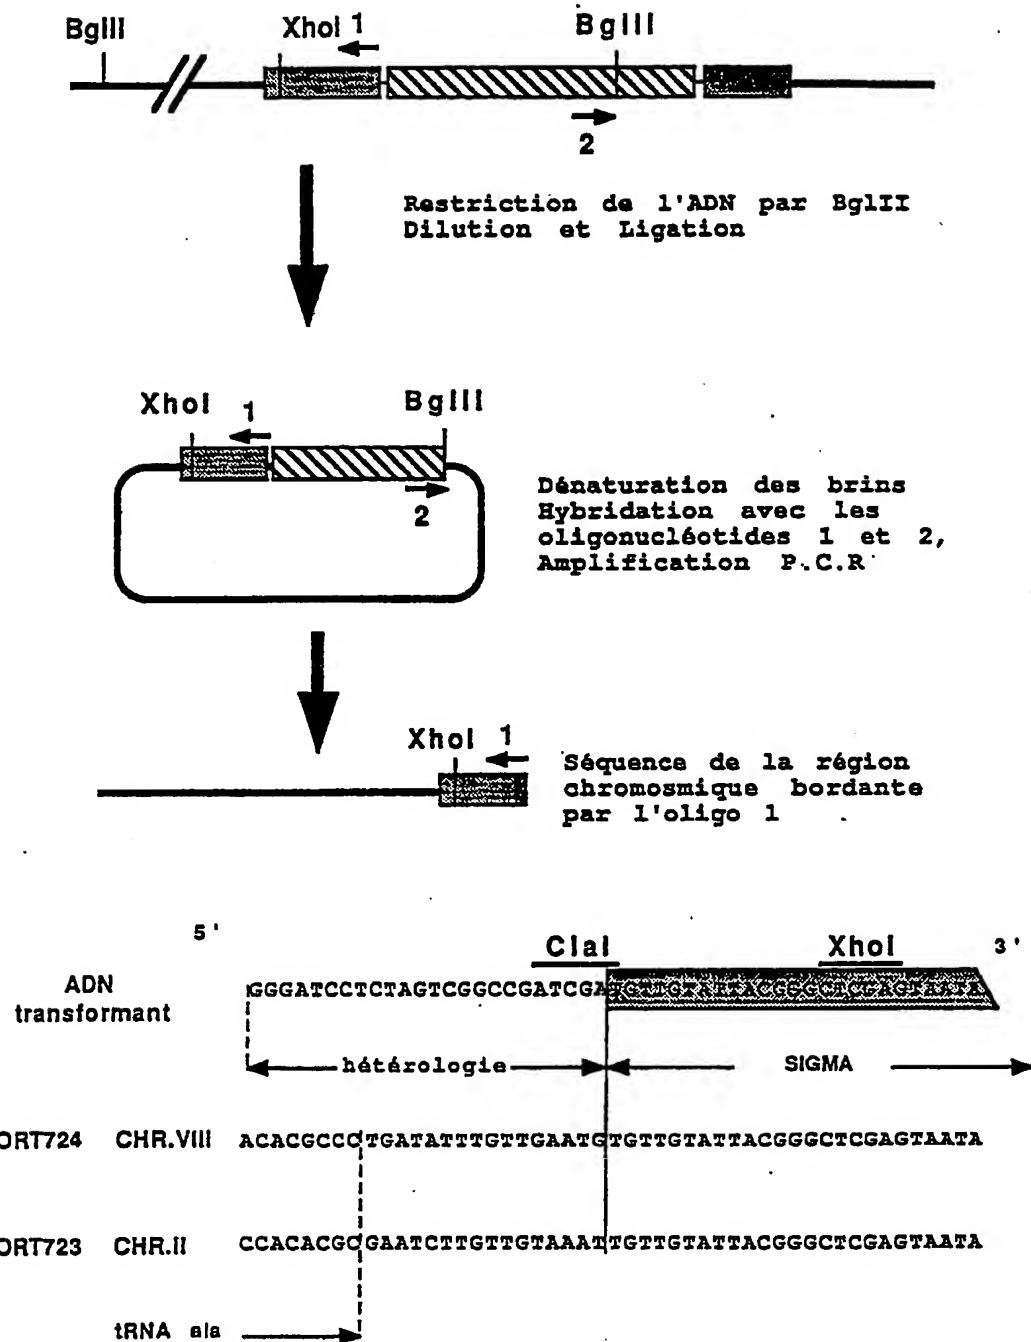 BglII XhoI 1 BglII
2
Restriction de l'ADN par BglII
Dilution et Ligation
XhoI 1 BglII
2
Dénaturation des brins
Hybridation avec les
oligonucléotides 1 et 2,
Amplification P.C.R
XhoI 1
Séquence de la région
chromosmique bordante
par l'oligo 1
5' ClaI XhoI 3'
ADN
transformant
GGGATCCTCTAGTCGGCCGATCGATGTTGTATTACGGGCTCGAGTAATA
hétérologie SIGMA
ORT724 CHR.VIII ACACGCCCTGATATTTGTTGAATGTGTTGTATTACGGGCTCGAGTAATA
ORT723 CHR.II CCACACGCGAATCTTGTTGTAAATTGTTGTATTACGGGCTCGAGTAATA
tRNA ala